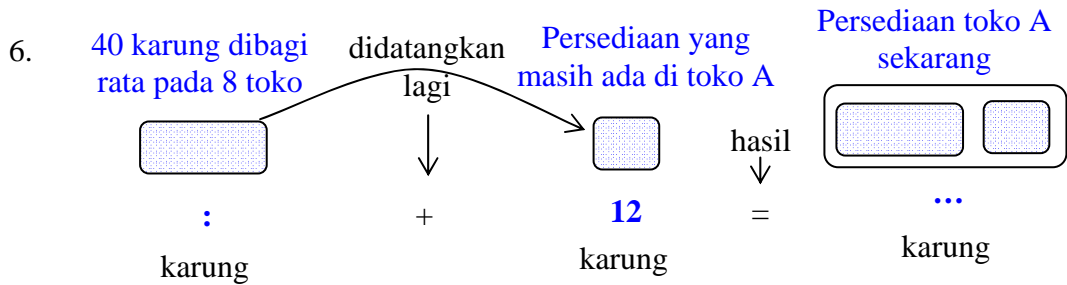 6.
40 karung dibagi
rata pada 8 toko
didatangkan
lagi
Persediaan yang
masih ada di toko A
Persediaan toko A
sekarang
hasil
: + 12 = ...
karung karung karung